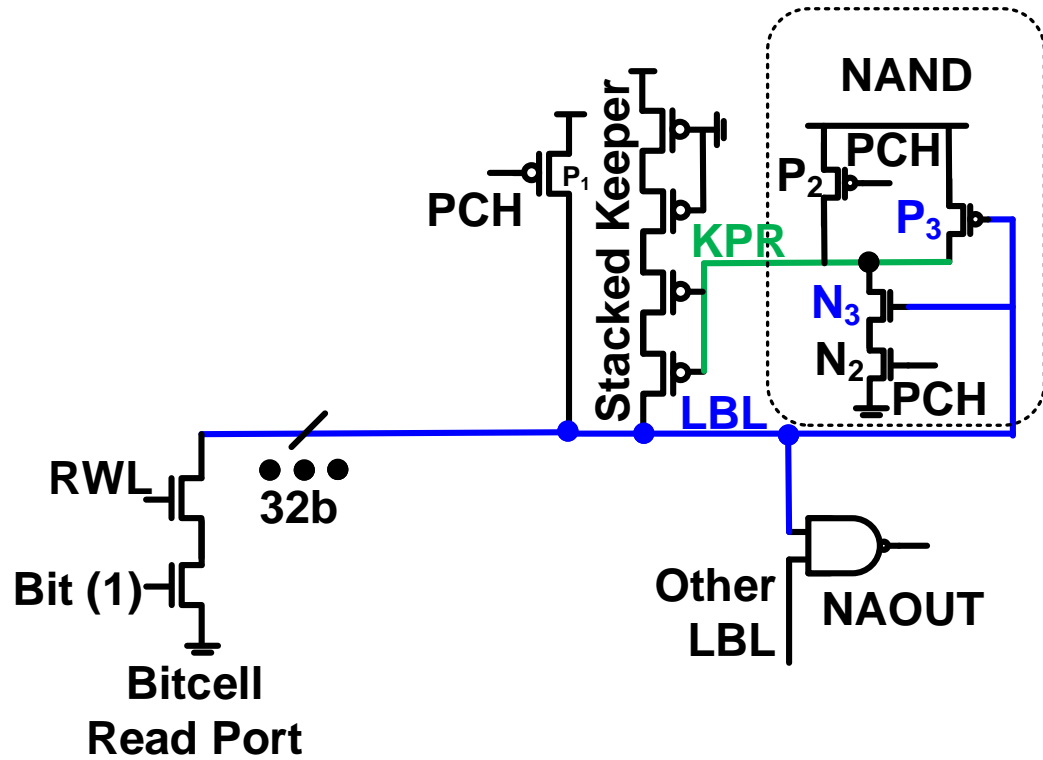 NAND
Stacked Keeper
PCH
P2
P1
PCH
P3
KPR
N3
N2
PCH
LBL
RWL
32b
Bit (1)
Other
LBL
NAOUT
Bitcell
Read Port